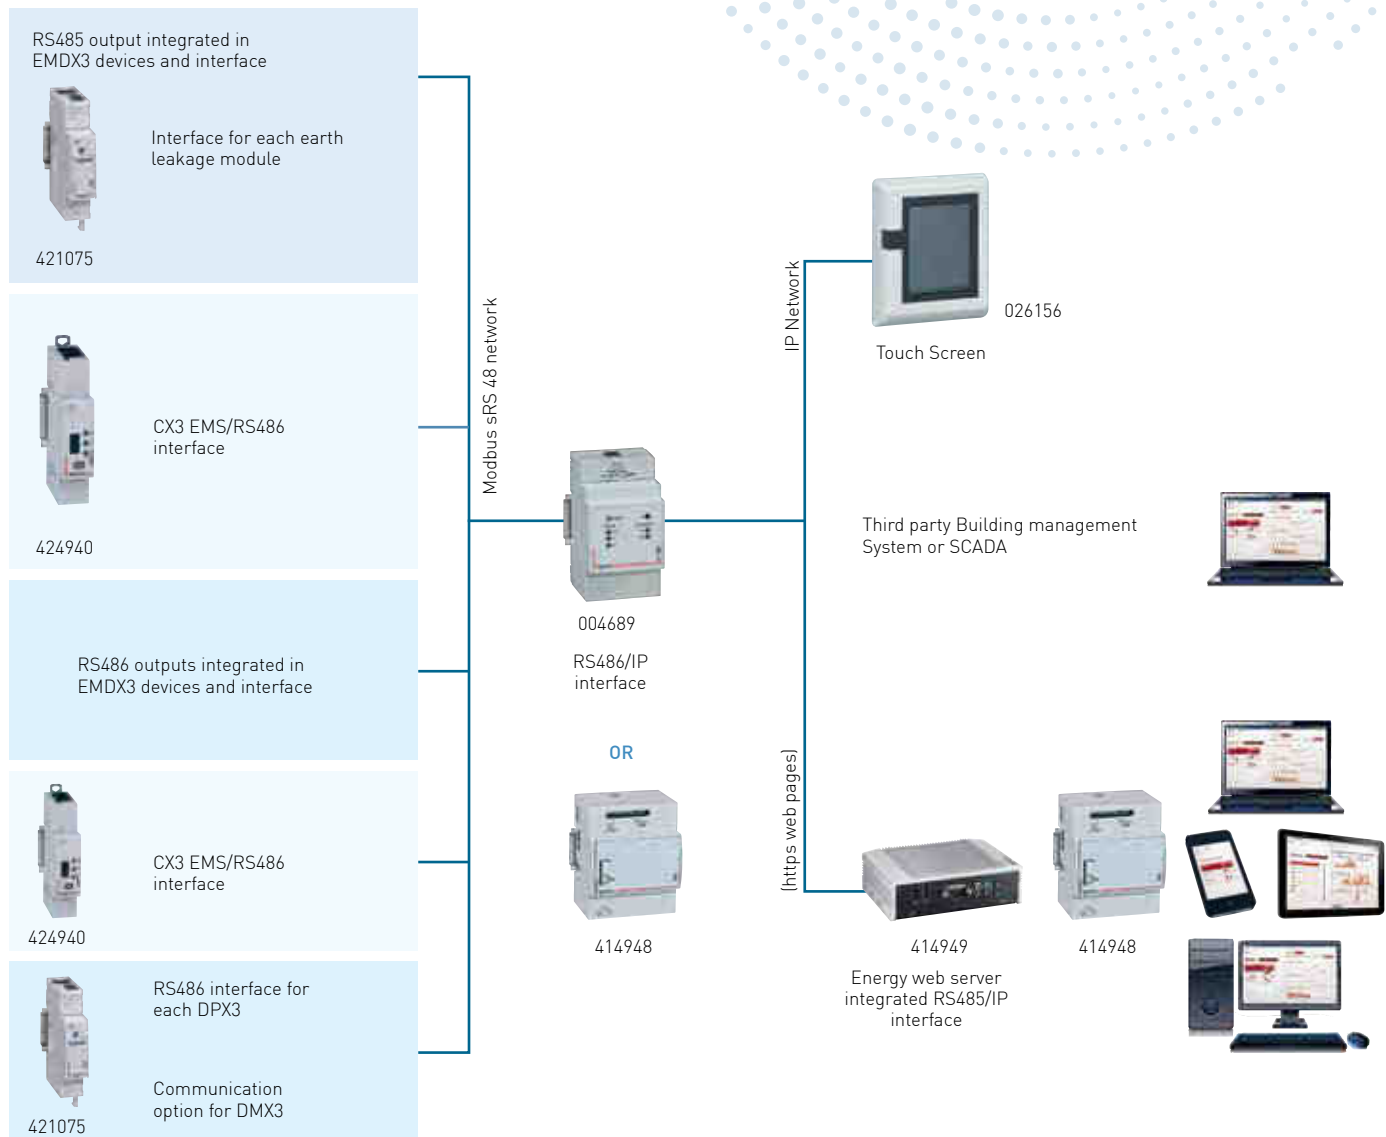 RS485 output integrated in
EMDX3 devices and interface
Interface for each earth
leakage module
421075
CX3 EMS/RS486
interface
424940
RS486 outputs integrated in
EMDX3 devices and interface
CX3 EMS/RS486
interface
424940
RS486 interface for
each DPX3
Communication
option for DMX3
421075
Modbus sRS 48 network
004689
RS486/IP
interface
OR
414948
IP Network
026156
Touch Screen
Third party Building management
System or SCADA
(https web pages)
414949
Energy web server
integrated RS485/IP
interface
414948